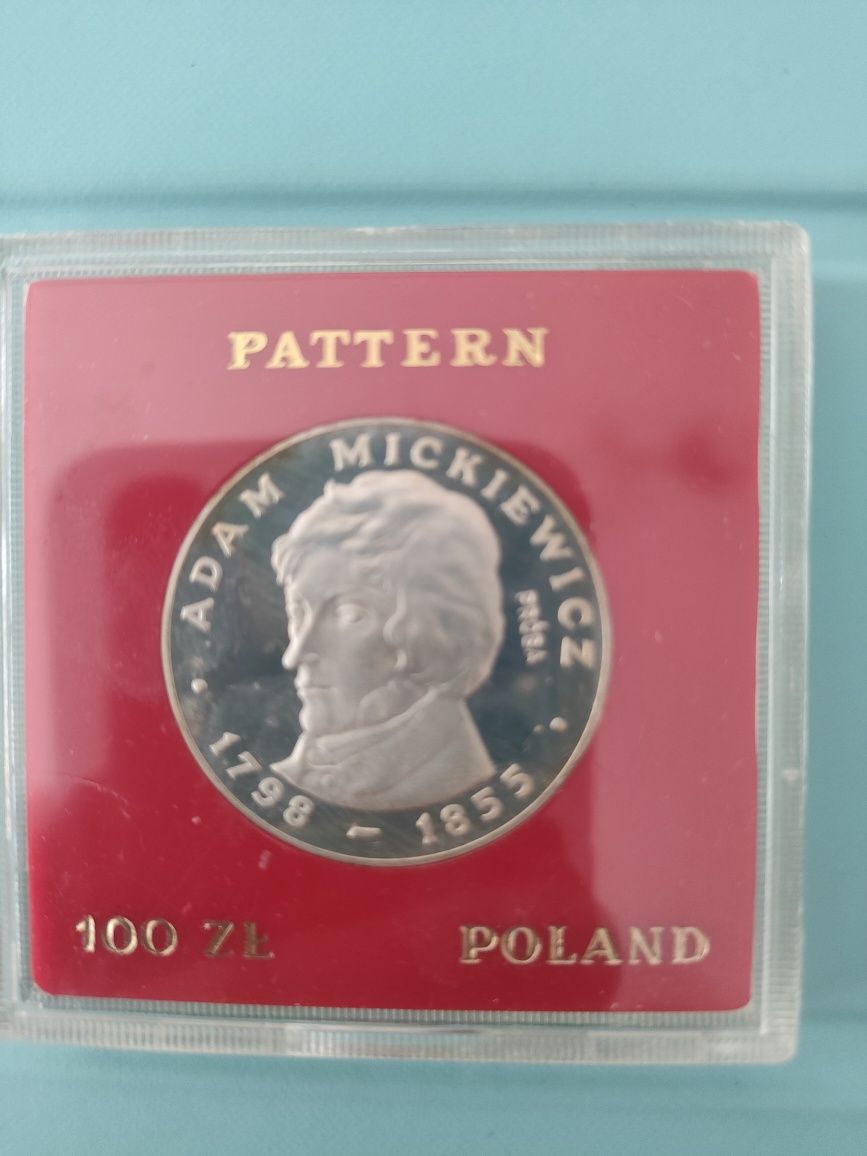 PATTERN
ADAM MICKIEWICZ
PRÓBA
1798 – 1855
100 ZŁ
POLAND